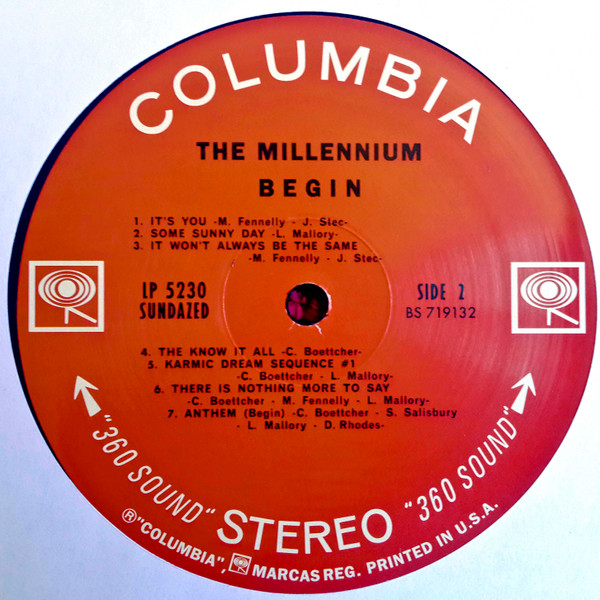 COLUMBIA
THE MILLENNIUM
BEGIN
1. IT'S YOU -M. Fennelly - J. Stec-
2. SOME SUNNY DAY -L. Mallory-
3. IT WON'T ALWAYS BE THE SAME
-M. Fennelly - J. Stec-
LP 5230
SUNDAZED
SIDE 2
BS 719132
4. THE KNOW IT ALL -C. Boettcher-
5. KARMIC DREAM SEQUENCE #1
-C. Boettcher - L. Mallory-
6. THERE IS NOTHING MORE TO SAY
-C. Boettcher - M. Fennelly - L. Mallory-
7. ANTHEM (Begin) -C. Boettcher - S. Salisbury
- L. Mallory - D. Rhodes-
"360 SOUND" STEREO "360 SOUND"
Ⓡ"COLUMBIA", MARCAS REG. PRINTED IN U.S.A.